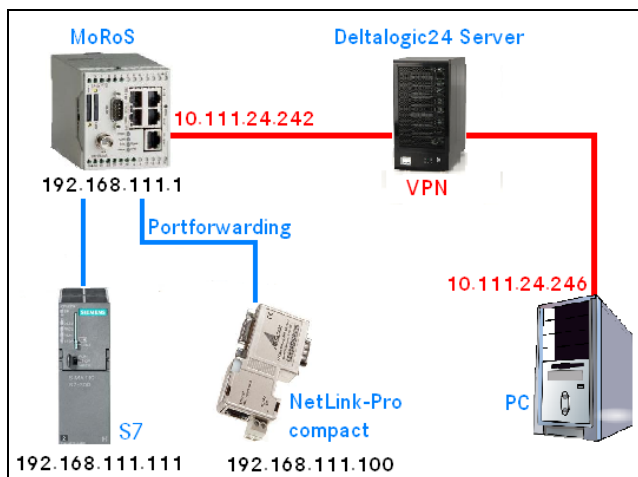 MoRoS
Deltalogic24 Server
10.111.24.242
VPN
192.168.111.1
Portforwarding
10.111.24.246
SIEMENS
NetLink-Pro
compact
S7
PC
192.168.111.111
192.168.111.100